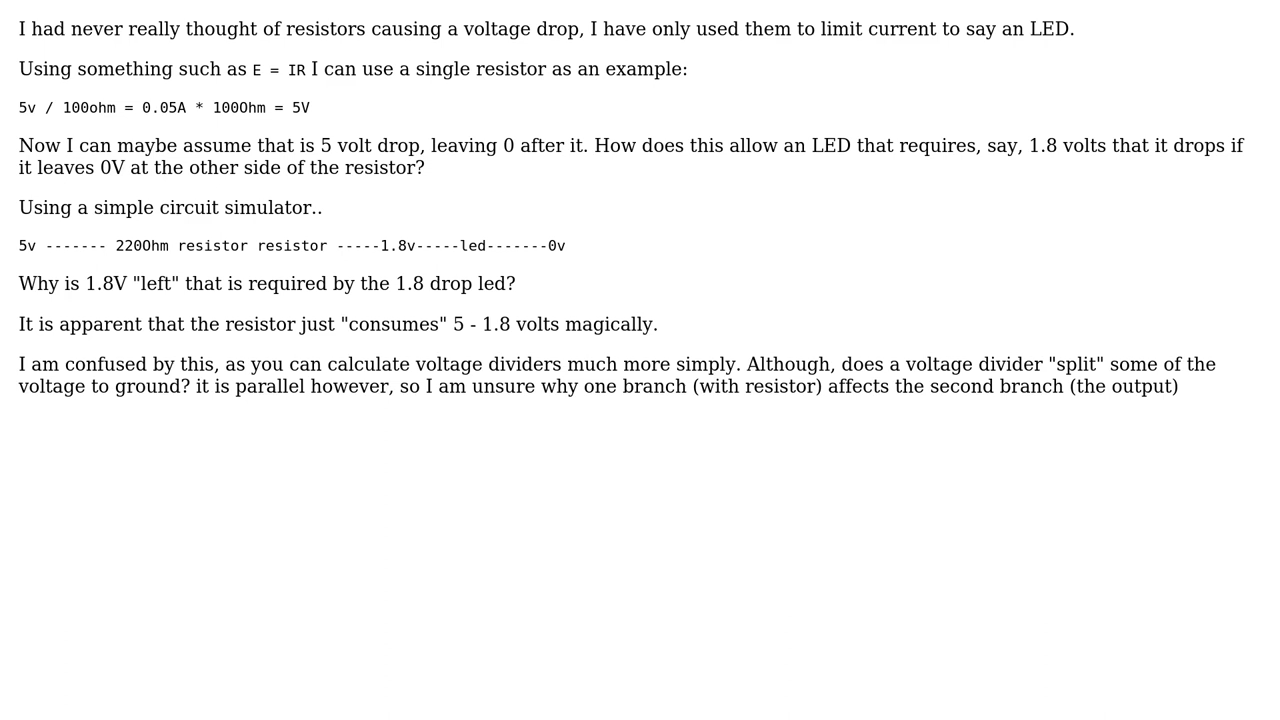 I had never really thought of resistors causing a voltage drop, I have only used them to limit current to say an LED.
Using something such as E = IR I can use a single resistor as an example:
5v / 100ohm = 0.05A * 100Ohm = 5V
Now I can maybe assume that is 5 volt drop, leaving 0 after it. How does this allow an LED that requires, say, 1.8 volts that it drops if
it leaves 0V at the other side of the resistor?
Using a simple circuit simulator..
5v ------- 220Ohm resistor resistor -----1.8v-----led-------0v
Why is 1.8V "left" that is required by the 1.8 drop led?
It is apparent that the resistor just "consumes" 5 - 1.8 volts magically.
I am confused by this, as you can calculate voltage dividers much more simply. Although, does a voltage divider "split" some of the
voltage to ground? it is parallel however, so I am unsure why one branch (with resistor) affects the second branch (the output)